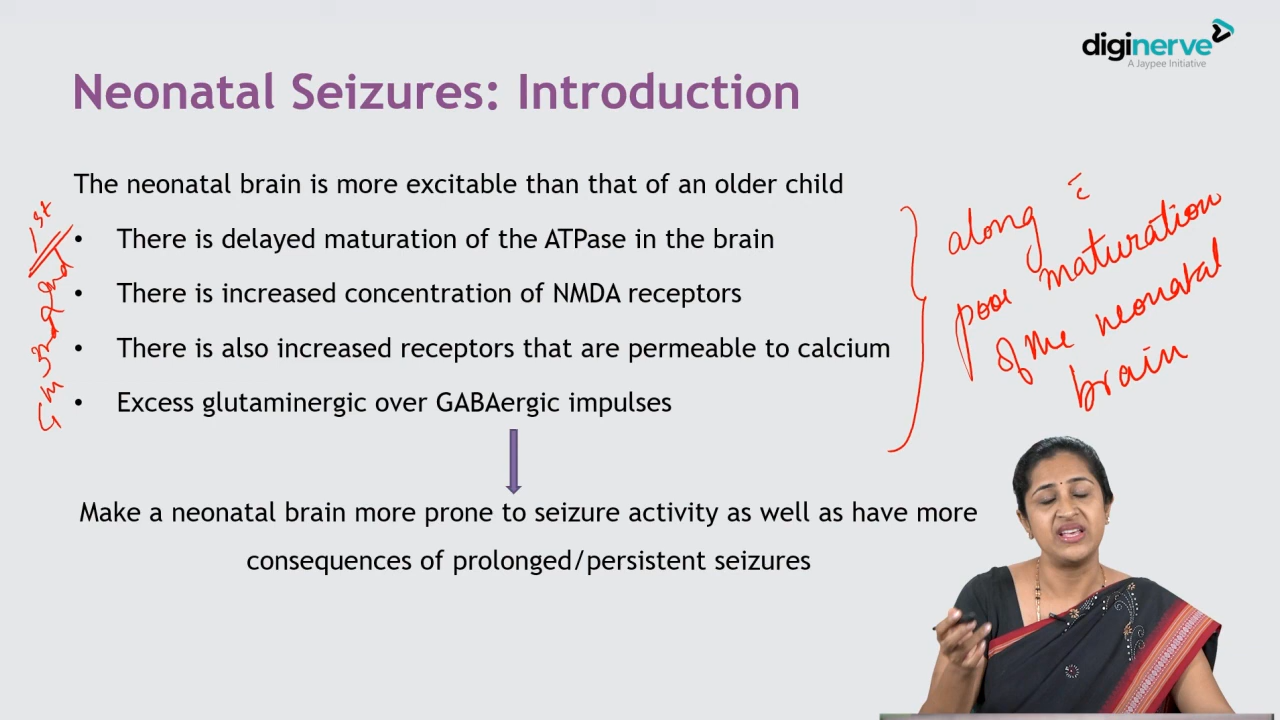 diginerve
A Jaypee Initiative
Neonatal Seizures: Introduction
The neonatal brain is more excitable than that of an older child
• There is delayed maturation of the ATPase in the brain
• There is increased concentration of NMDA receptors
• There is also increased receptors that are permeable to calcium
• Excess glutaminergic over GABAergic impulses
Make a neonatal brain more prone to seizure activity as well as have more
consequences of prolonged/persistent seizures
1st
2nd
3rd
along c̄
poor maturation
of the neonatal
brain